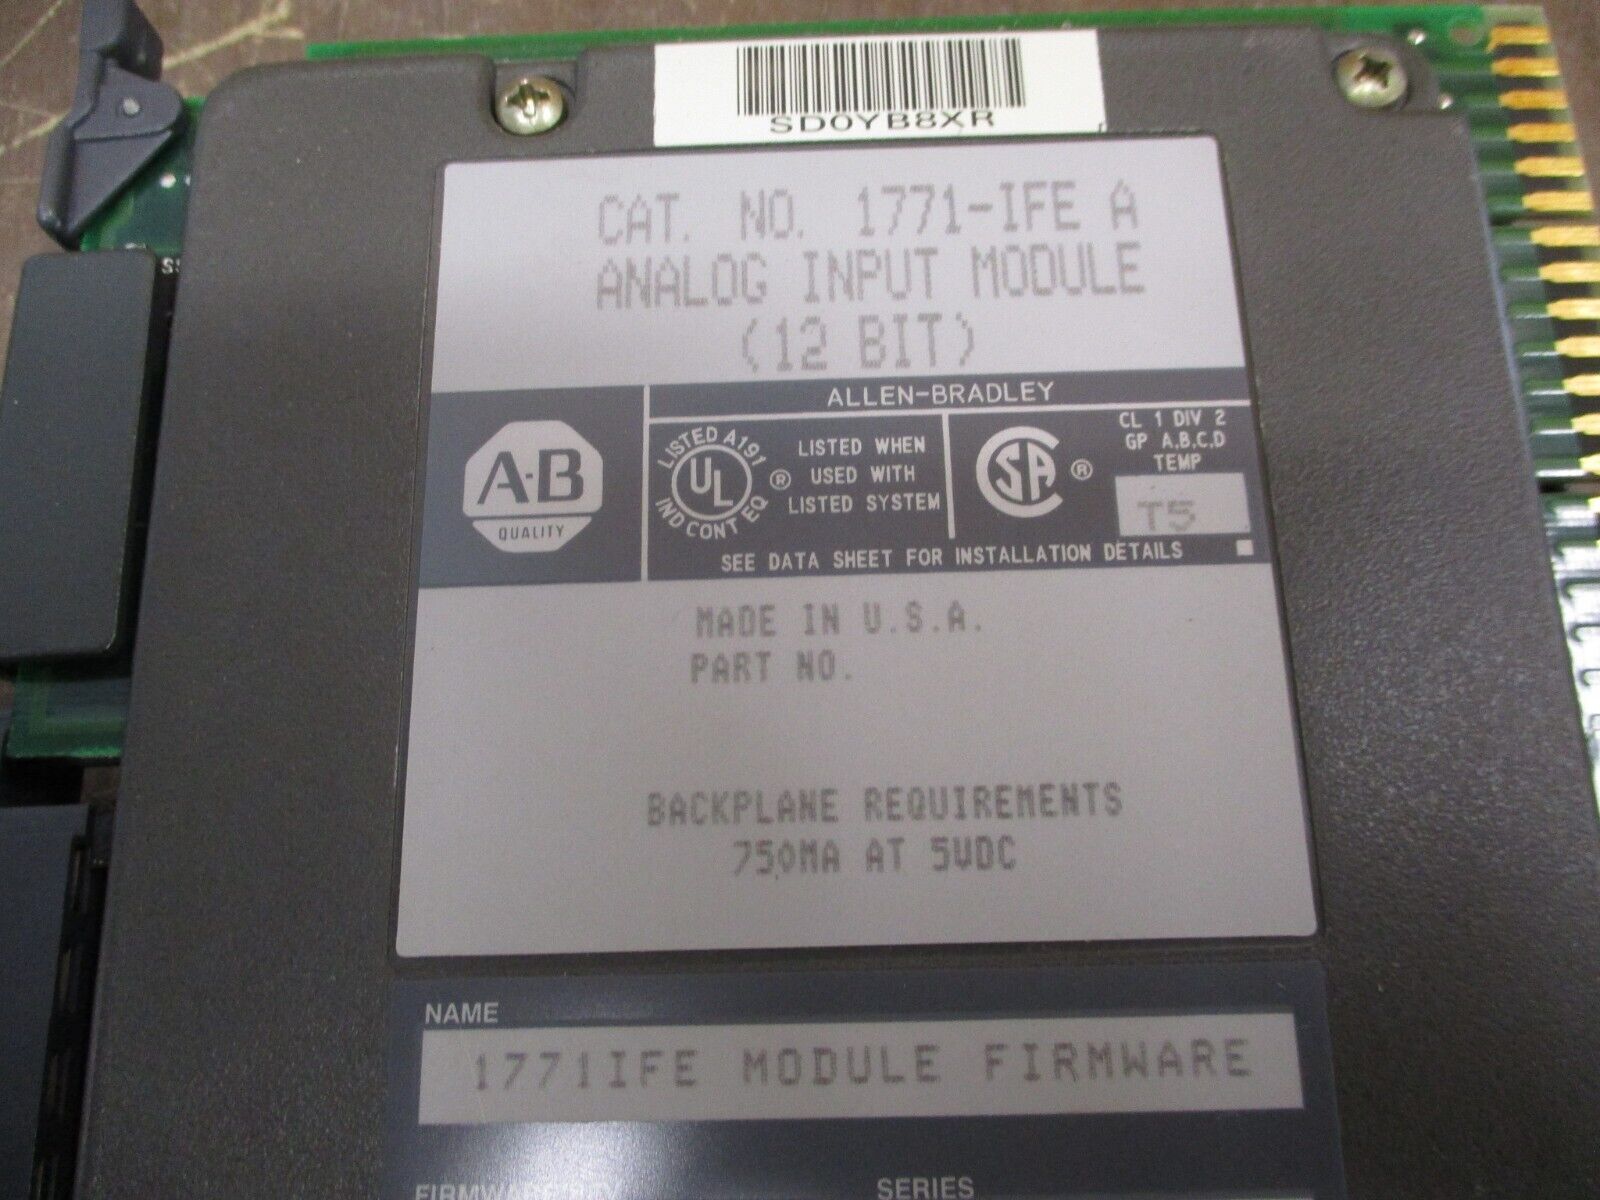 SD0YB8XR
CAT. NO. 1771-IFE A
ANALOG INPUT MODULE
(12 BIT)
ALLEN-BRADLEY
A-B
QUALITY
LISTED A191
UL
IND CONT EQ
®
LISTED WHEN
USED WITH
LISTED SYSTEM
SA ®
CL 1 DIV 2
GP A,B,C,D
TEMP
T5
SEE DATA SHEET FOR INSTALLATION DETAILS
MADE IN U.S.A.
PART NO.
BACKPLANE REQUIREMENTS
750MA AT 5VDC
NAME
1771IFE MODULE FIRMWARE
FIRMWARE
SERIES